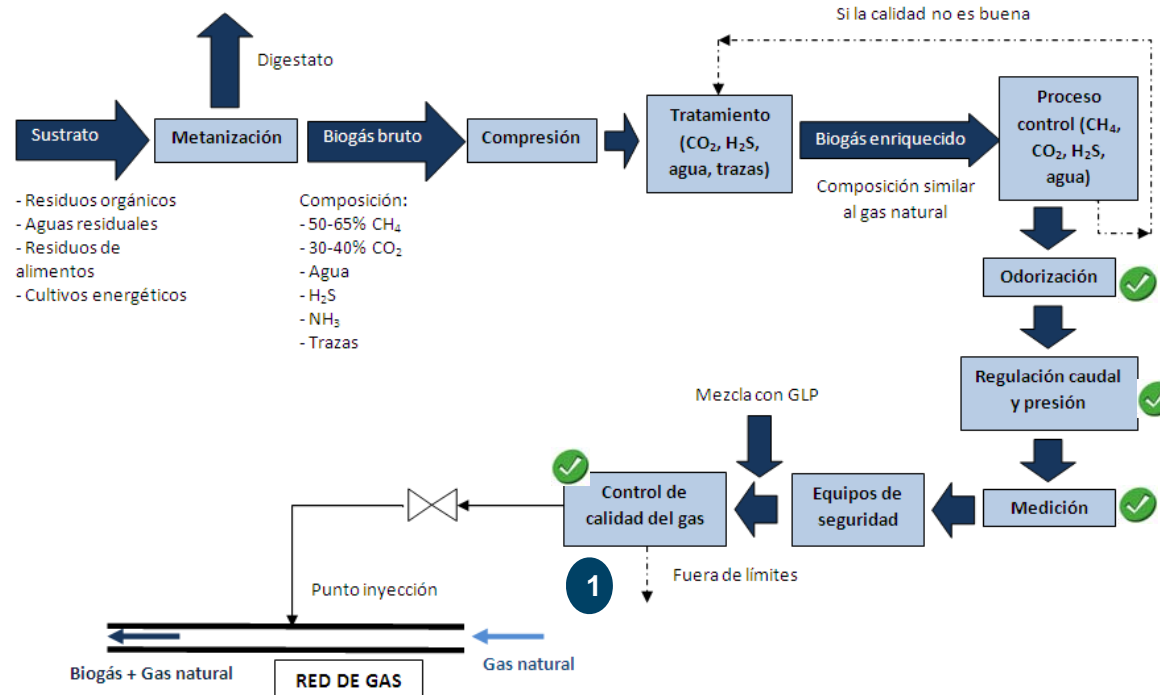 Si la calidad no es buena
Digestato
Sustrato
Metanización
Biogás bruto
Compresión
Tratamiento
(CO₂, H₂S,
agua, trazas)
Biogás enriquecido
Proceso
control (CH₄,
CO₂, H₂S,
agua)
- Residuos orgánicos
- Aguas residuales
- Residuos de
alimentos
- Cultivos energéticos
Composición:
- 50-65% CH₄
- 30-40% CO₂
- Agua
- H₂S
- NH₃
- Trazas
Composición similar
al gas natural
Odorización
Regulación caudal
y presión
Mezcla con GLP
Control de
calidad del gas
Equipos de
seguridad
Medición
1
Fuera de límites
Punto inyección
Gas natural
Biogás + Gas natural
RED DE GAS